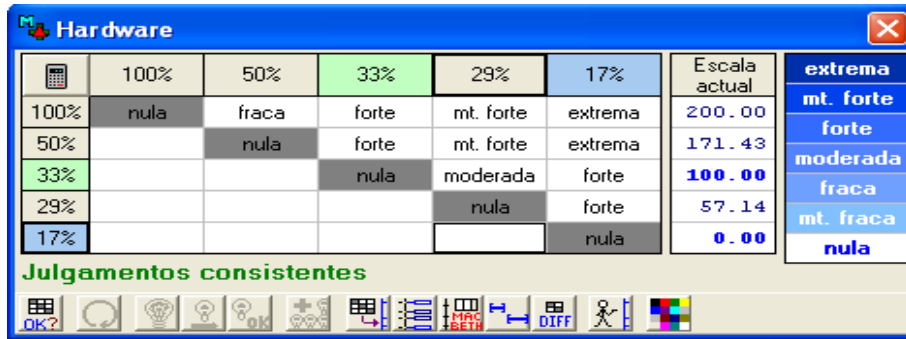 Hardware
100% 50% 33% 29% 17% Escala actual extrema
100% nula fraca forte mt. forte extrema 200.00 mt. forte
50% nula forte mt. forte extrema 171.43 forte
33% nula moderada forte 100.00 moderada
29% nula forte 57.14 fraca
17% nula 0.00 mt. fraca
nula
Julgamentos consistentes
OK? OK MAC BETH DIFF